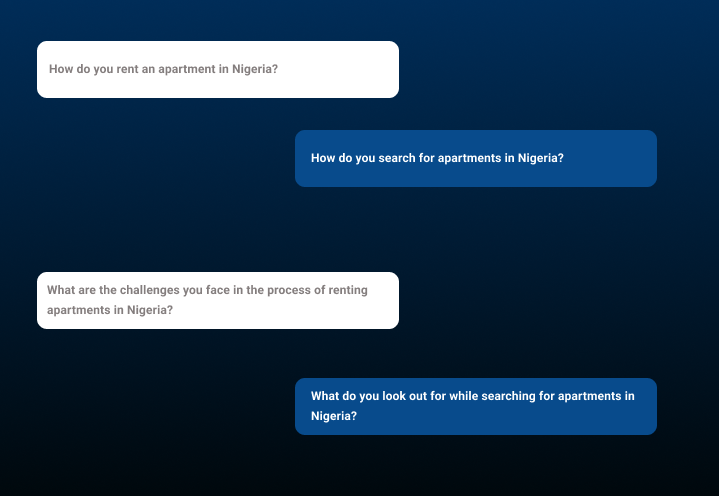 How do you rent an apartment in Nigeria?
How do you search for apartments in Nigeria?
What are the challenges you face in the process of renting
apartments in Nigeria?
What do you look out for while searching for apartments in
Nigeria?